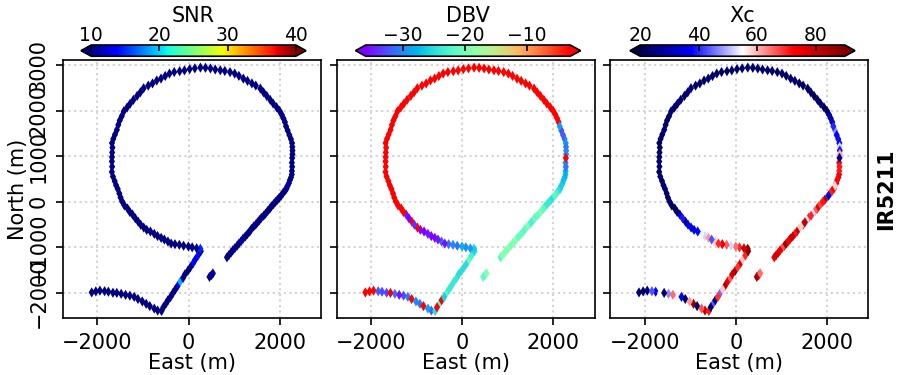 SNR DBV Xc
10 20 30 40 −30 −20 −10 20 40 60 80
North (m)
3000
2000
1000
0
−1000
−2000
−2000 0 2000 −2000 0 2000 −2000 0 2000
East (m) East (m) East (m)
IR5211